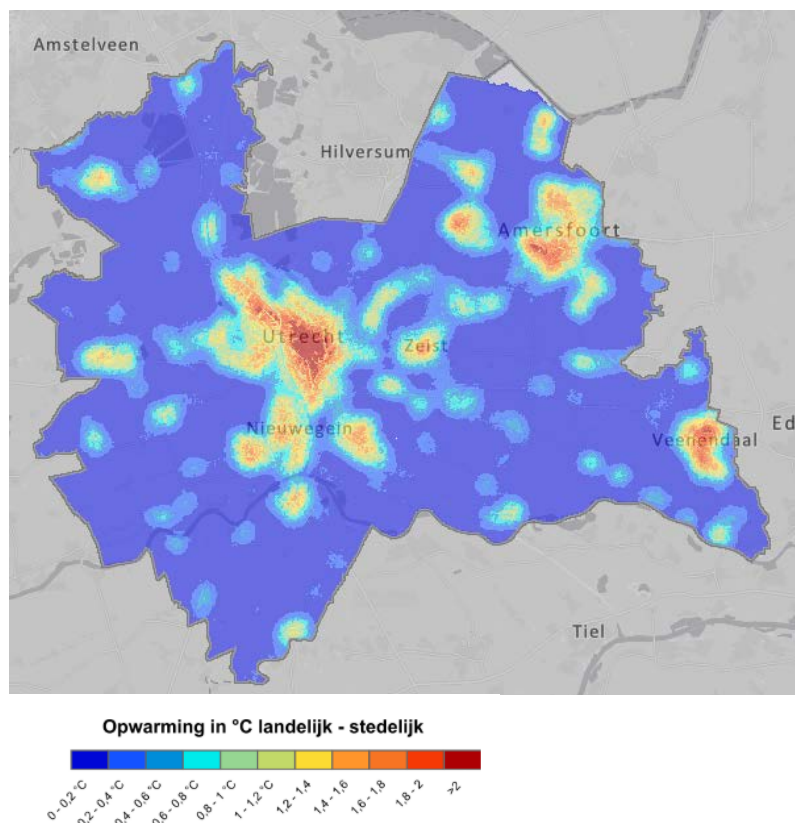 Amstelveen
Hilversum
Amersfoort
Utrecht
Zeist
Nieuwegein
Veenendaal
Ed
Tiel
Opwarming in °C landelijk - stedelijk
0 - 0,2 °C
0,2 - 0,4 °C
0,4 - 0,6 °C
0,6 - 0,8 °C
0,8 - 1 °C
1 - 1,2 °C
1,2 - 1,4
1,4 - 1,6
1,6 - 1,8
1,8 - 2
>2